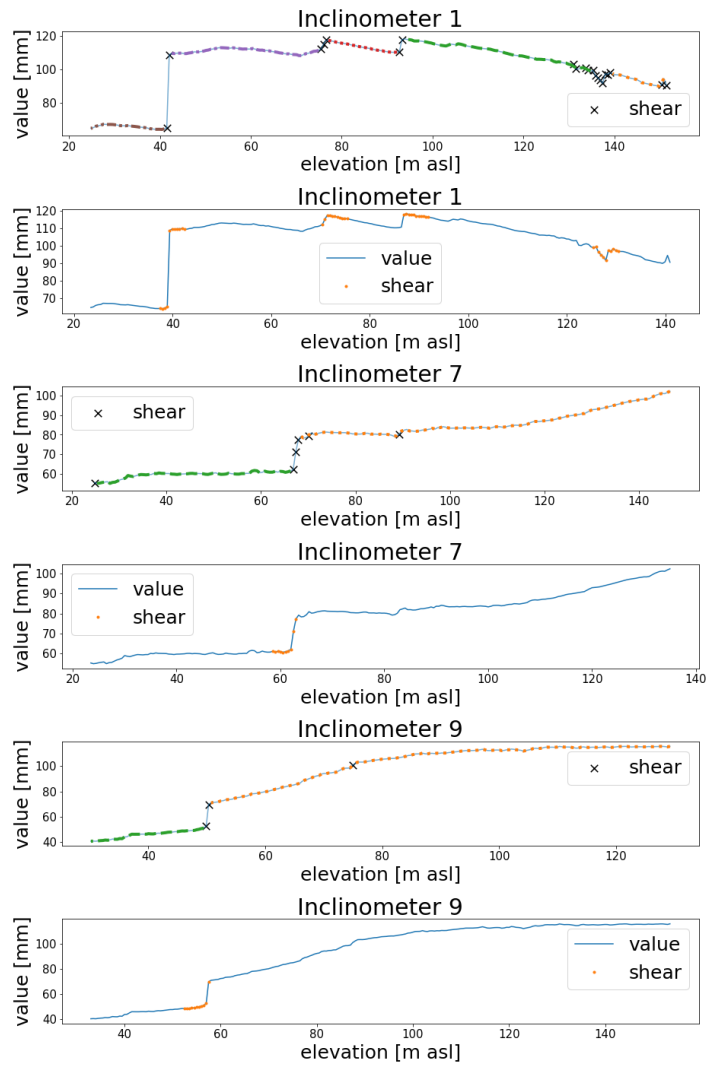 Inclinometer 1
value [mm]
120
100
80
shear
20 40 60 80 100 120 140
elevation [m asl]
Inclinometer 1
value [mm]
120
110
100
90
80
70
value
shear
20 40 60 80 100 120 140
elevation [m asl]
Inclinometer 7
value [mm]
100
90
80
70
60
shear
20 40 60 80 100 120 140
elevation [m asl]
Inclinometer 7
value [mm]
100
90
80
70
60
value
shear
20 40 60 80 100 120 140
elevation [m asl]
Inclinometer 9
value [mm]
100
80
60
40
shear
40 60 80 100 120
elevation [m asl]
Inclinometer 9
value [mm]
100
80
60
40
value
shear
40 60 80 100 120 140
elevation [m asl]